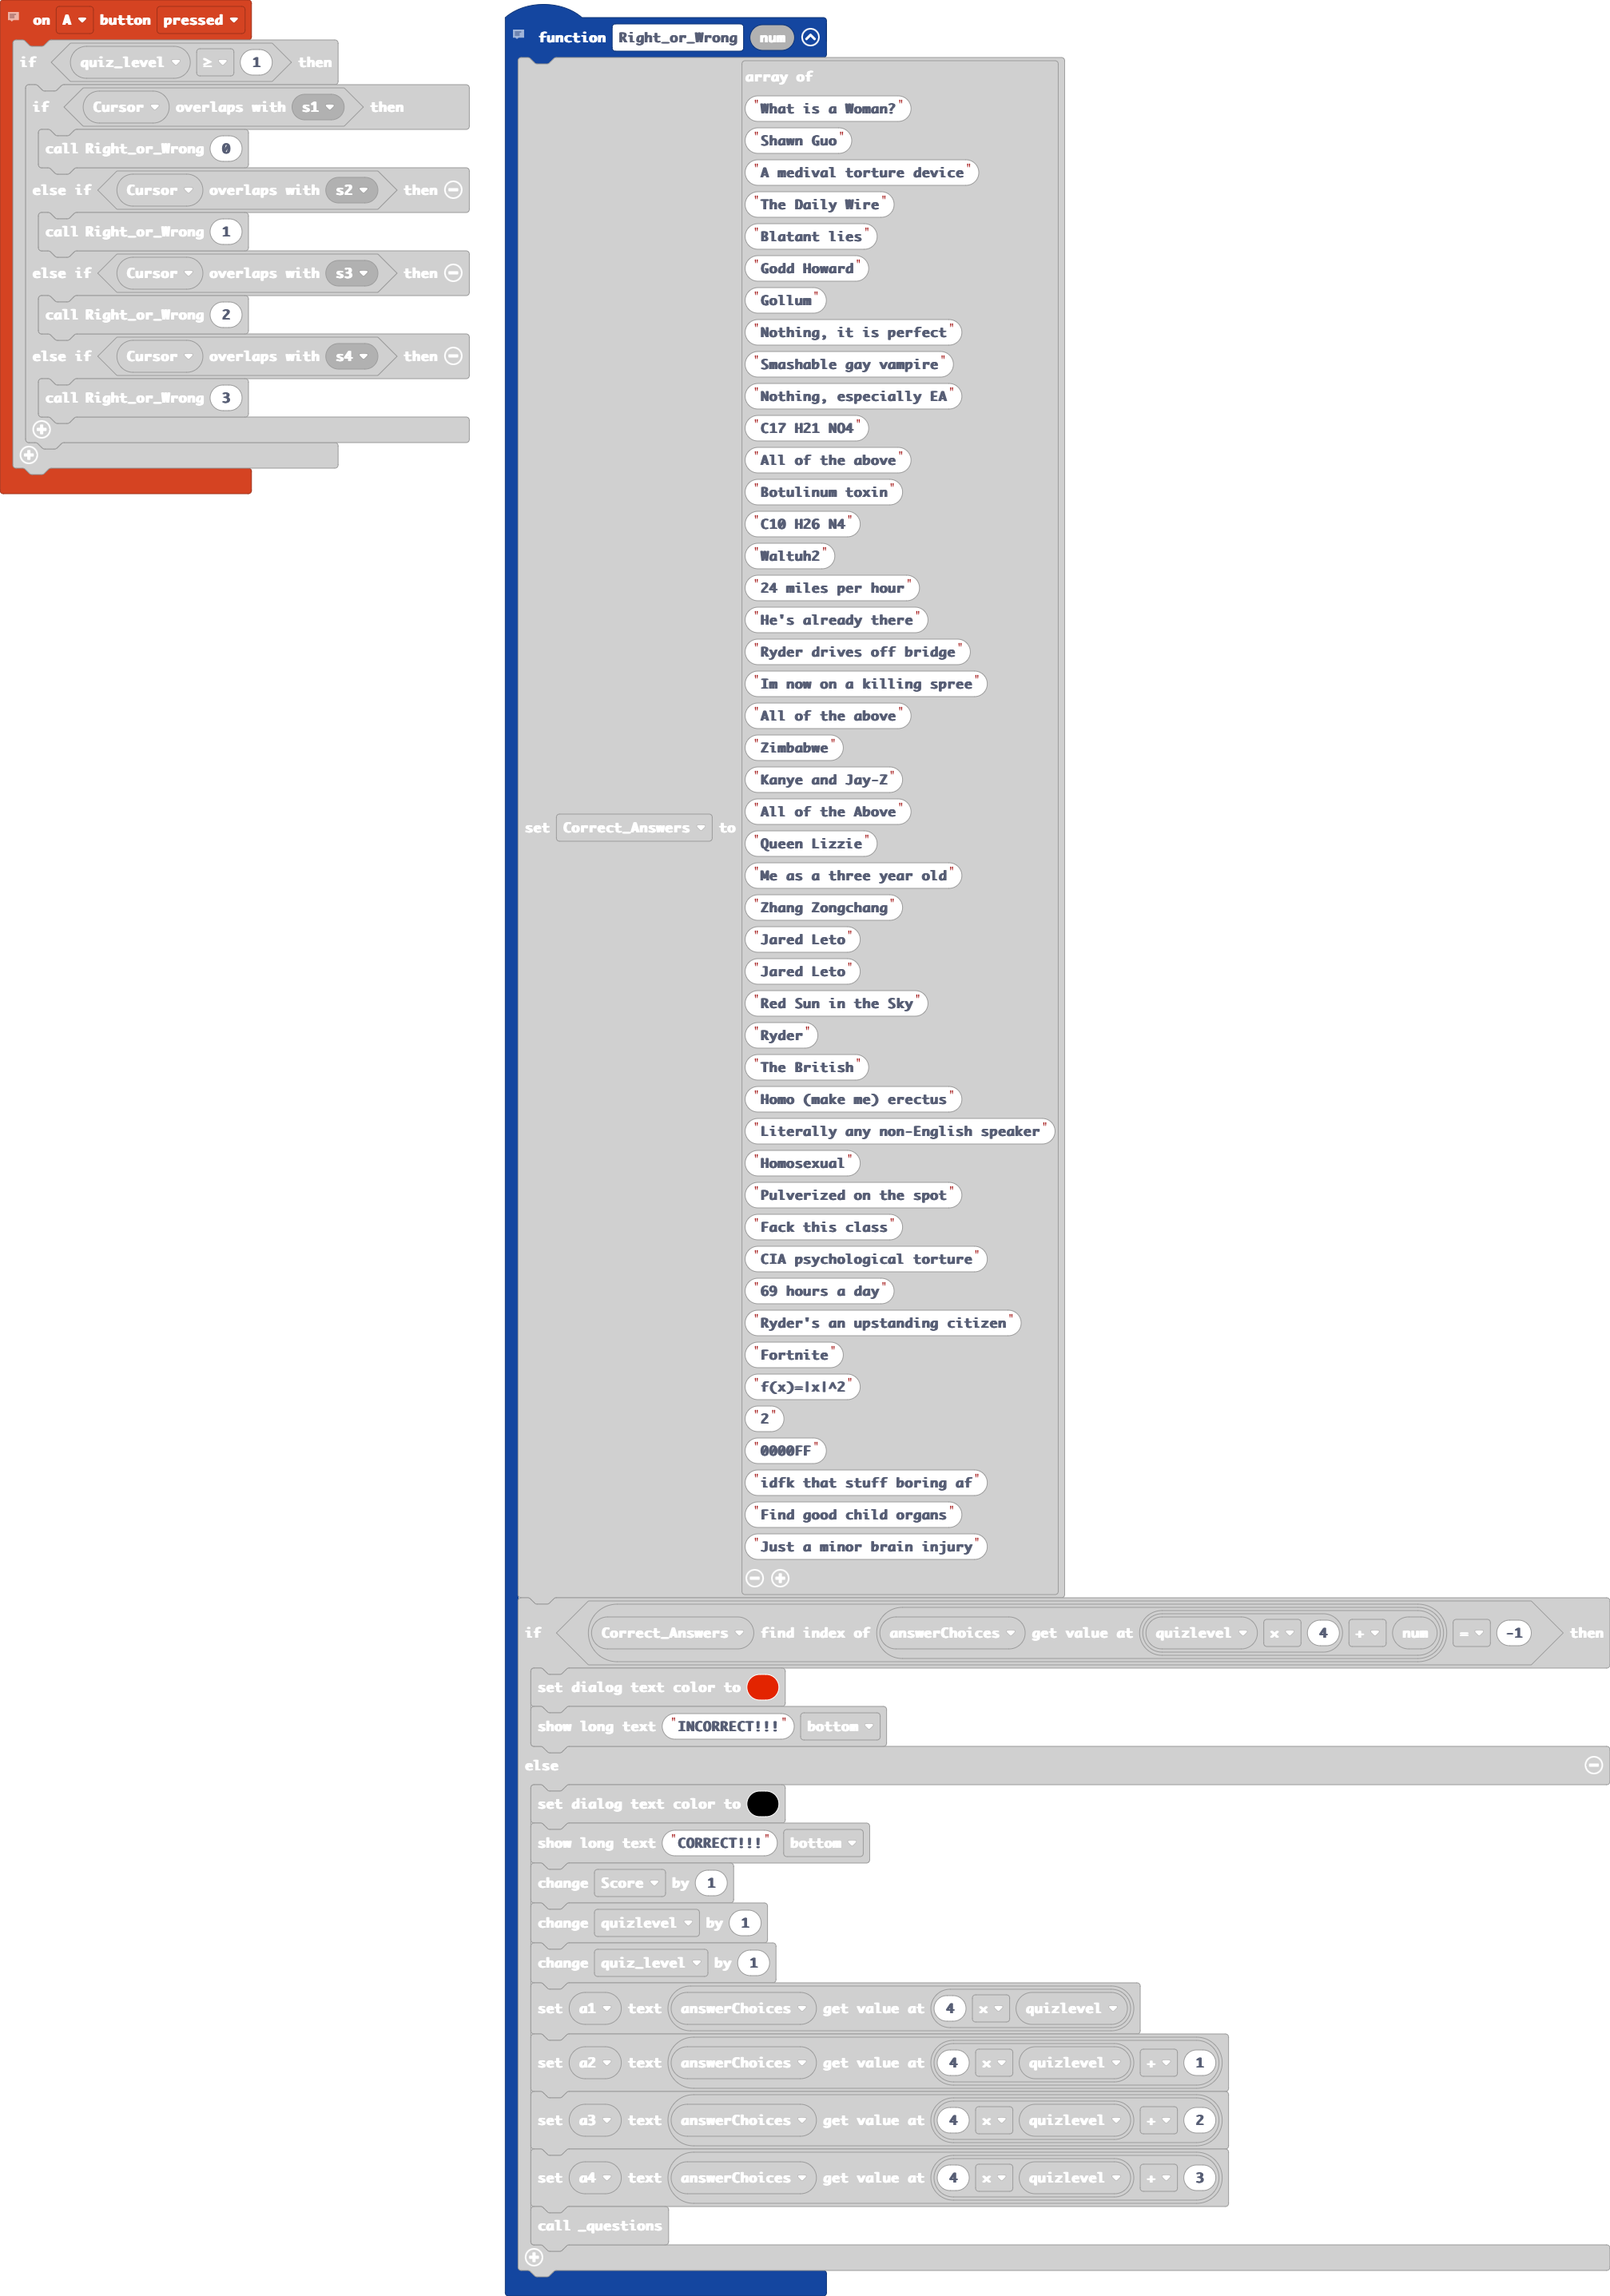 on A button pressed
if quiz_level ≥ 1 then
if Cursor overlaps with s1 then
call Right_or_Wrong 0
else if Cursor overlaps with s2 then
call Right_or_Wrong 1
else if Cursor overlaps with s3 then
call Right_or_Wrong 2
else if Cursor overlaps with s4 then
call Right_or_Wrong 3
function Right_or_Wrong num
set Correct_Answers to
array of
"What is a Woman?"
"Shawn Guo"
"A medival torture device"
"The Daily Wire"
"Blatant lies"
"Godd Howard"
"Gollum"
"Nothing, it is perfect"
"Smashable gay vampire"
"Nothing, especially EA"
"C17 H21 NO4"
"All of the above"
"Botulinum toxin"
"C10 H26 N4"
"Waltuh2"
"24 miles per hour"
"He's already there"
"Ryder drives off bridge"
"Im now on a killing spree"
"All of the above"
"Zimbabwe"
"Kanye and Jay-Z"
"All of the Above"
"Queen Lizzie"
"Me as a three year old"
"Zhang Zongchang"
"Jared Leto"
"Jared Leto"
"Red Sun in the Sky"
"Ryder"
"The British"
"Homo (make me) erectus"
"Literally any non-English speaker"
"Homosexual"
"Pulverized on the spot"
"Fack this class"
"CIA psychological torture"
"69 hours a day"
"Ryder's an upstanding citizen"
"Fortnite"
"f(x)=|x|^2"
"2"
"0000FF"
"idfk that stuff boring af"
"Find good child organs"
"Just a minor brain injury"
if Correct_Answers find index of answerChoices get value at quizlevel x 4 + num = -1 then
set dialog text color to
show long text "INCORRECT!!!" bottom
else
set dialog text color to
show long text "CORRECT!!!" bottom
change Score by 1
change quizlevel by 1
change quiz_level by 1
set a1 text answerChoices get value at 4 x quizlevel
set a2 text answerChoices get value at 4 x quizlevel + 1
set a3 text answerChoices get value at 4 x quizlevel + 2
set a4 text answerChoices get value at 4 x quizlevel + 3
call _questions